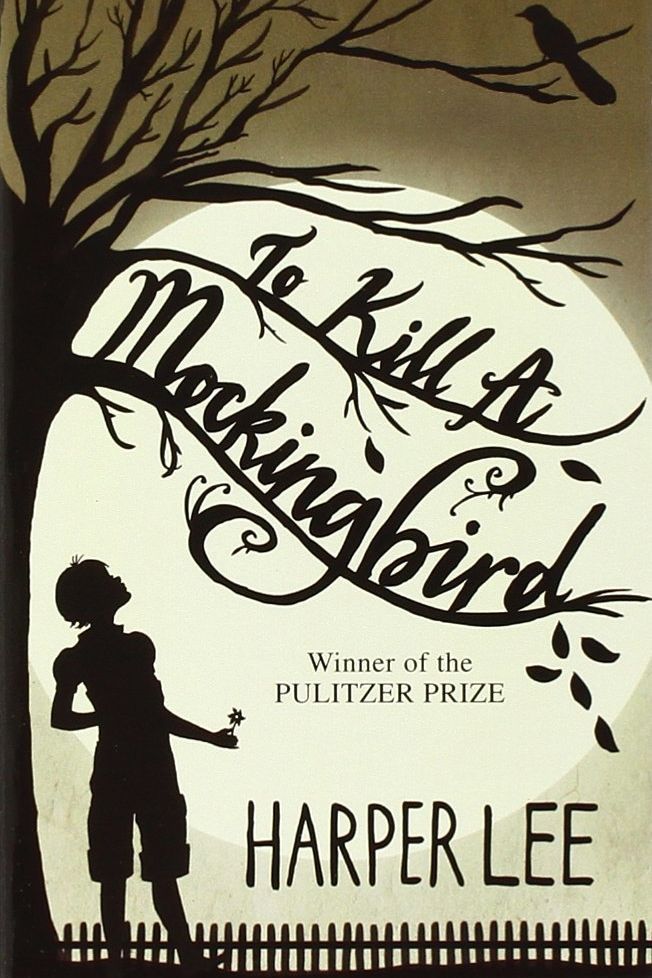 To Kill A
Mockingbird
Winner of the
PULITZER PRIZE
HARPER LEE